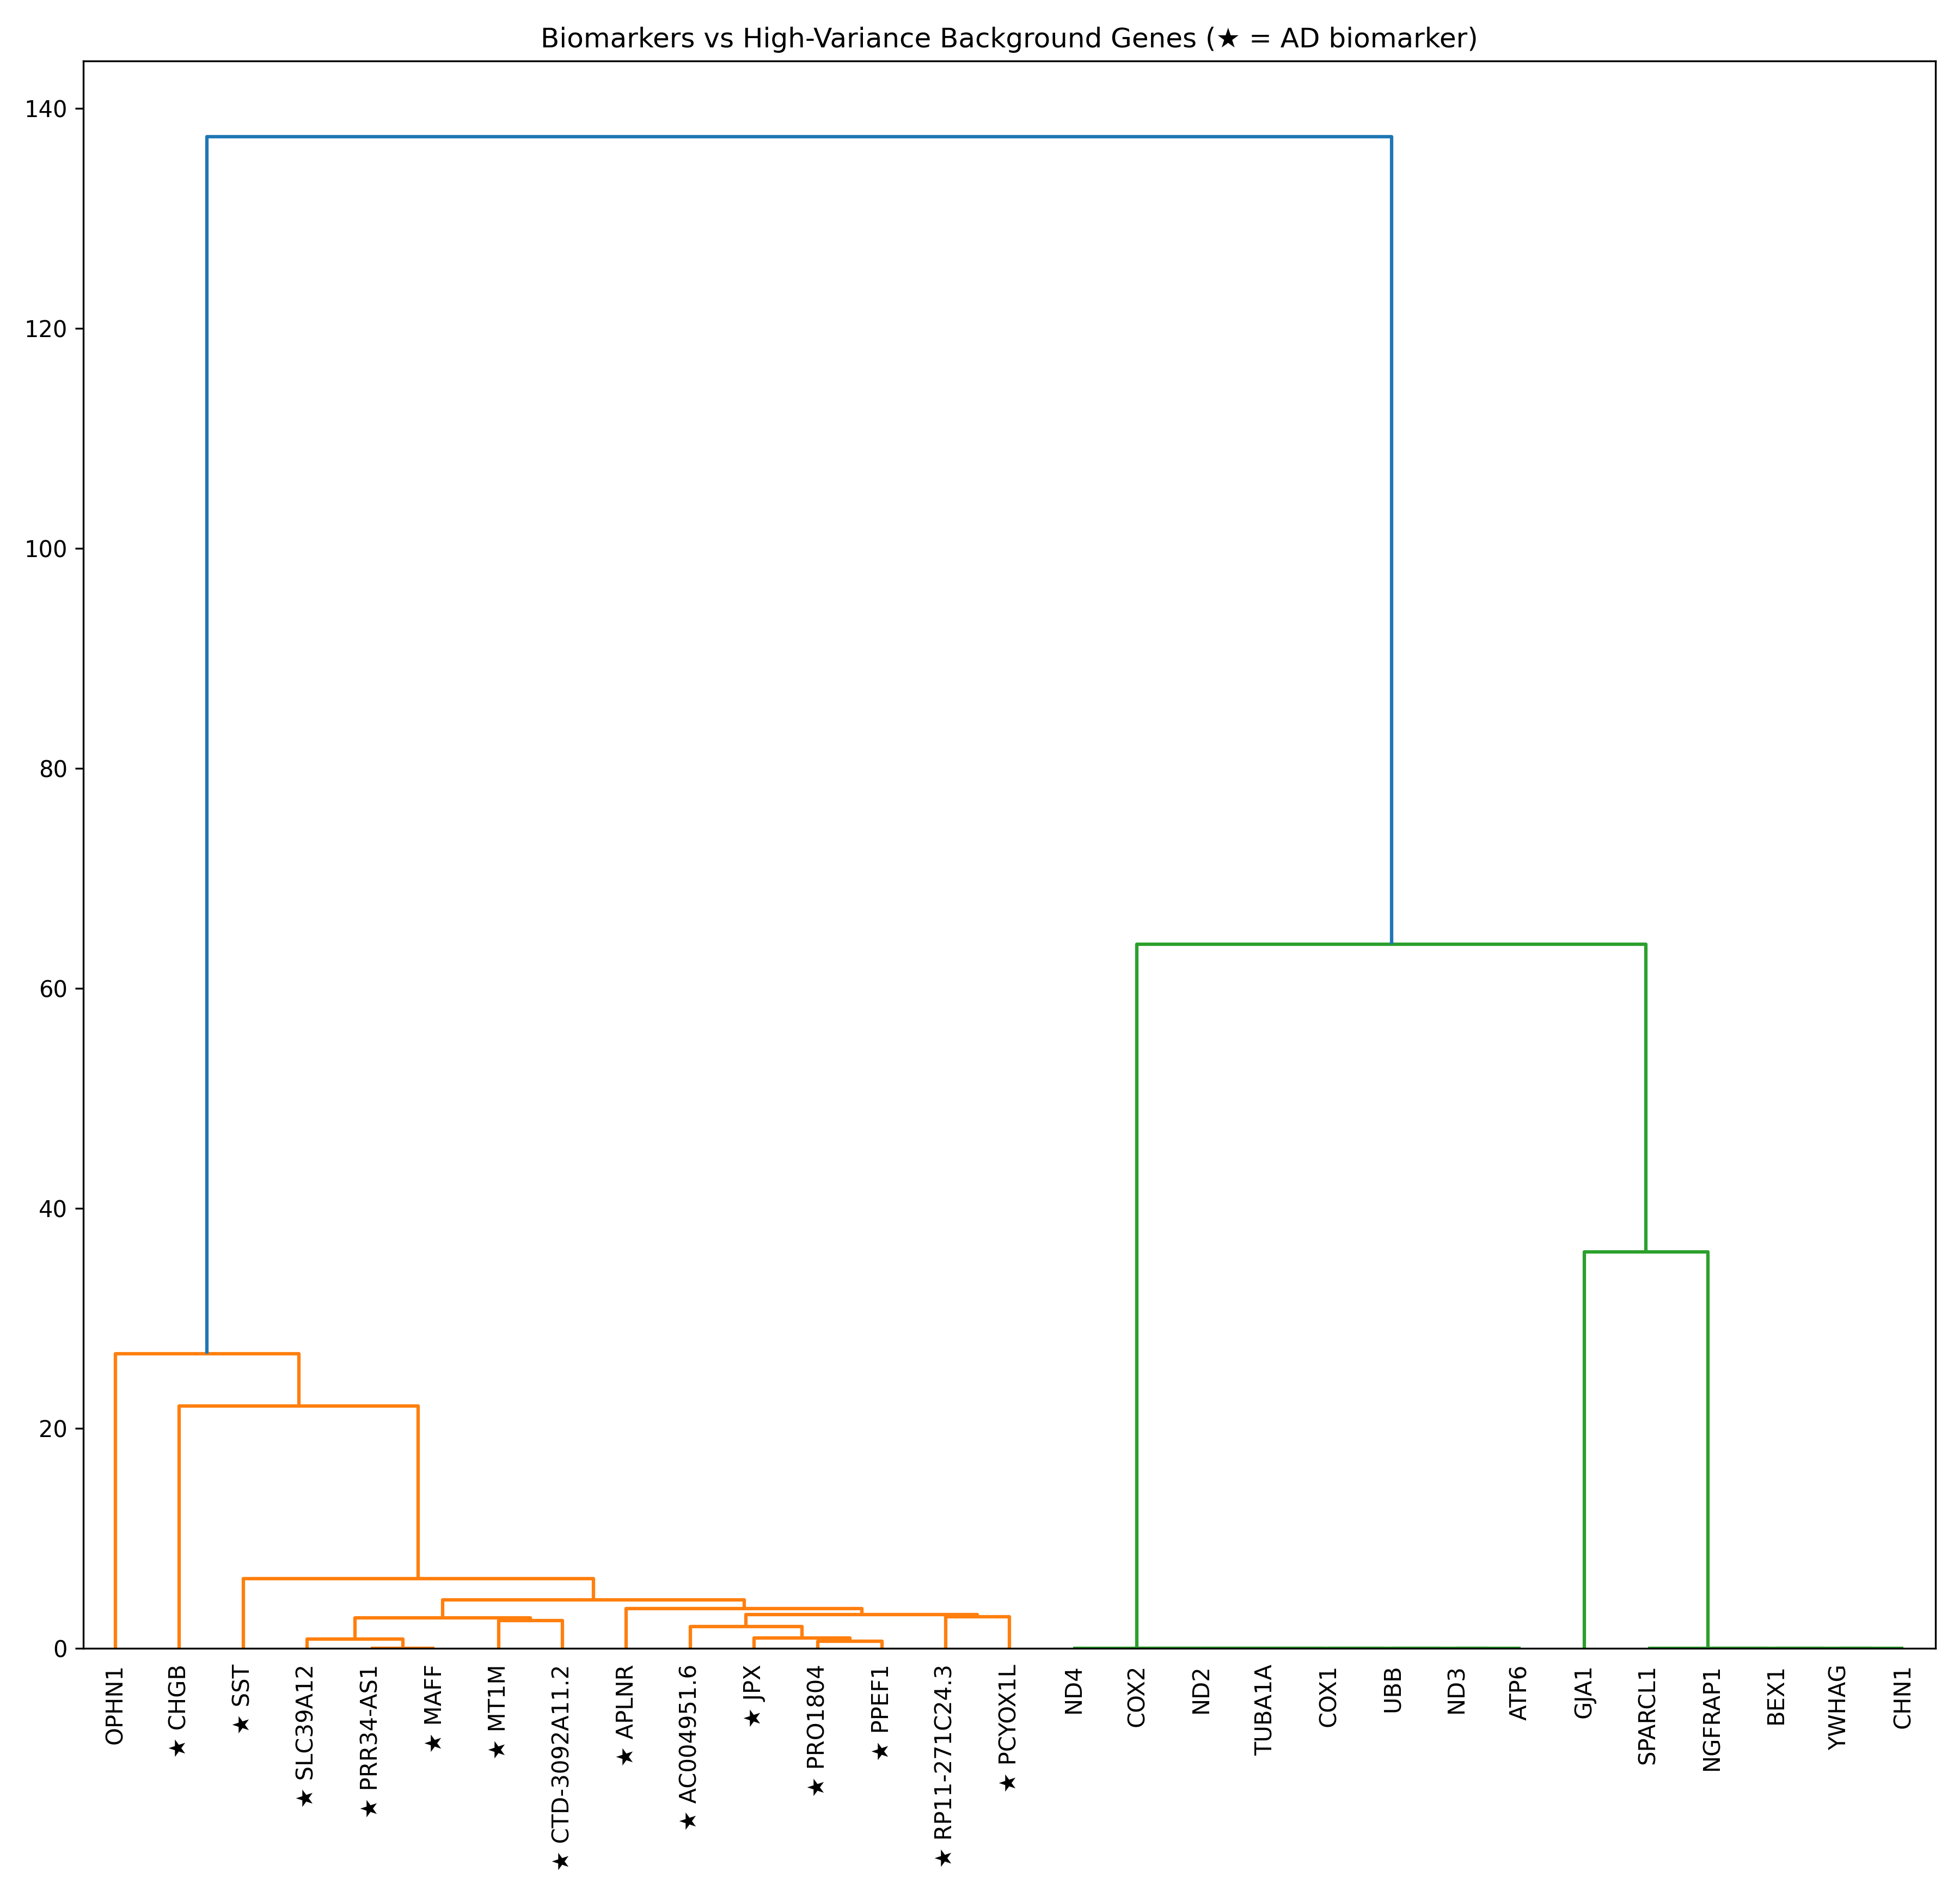 Biomarkers vs High-Variance Background Genes (★ = AD biomarker)
140
120
100
80
60
40
20
0
OPHN1
★ CHGB
★ SST
★ SLC39A12
★ PRR34-AS1
★ MAFF
★ MT1M
★ CTD-3092A11.2
★ APLNR
★ AC004951.6
★ JPX
★ PRO1804
★ PPEF1
★ RP11-271C24.3
★ PCYOX1L
ND4
COX2
ND2
TUBA1A
COX1
UBB
ND3
ATP6
GJA1
SPARCL1
NGFRAP1
BEX1
YWHAG
CHN1